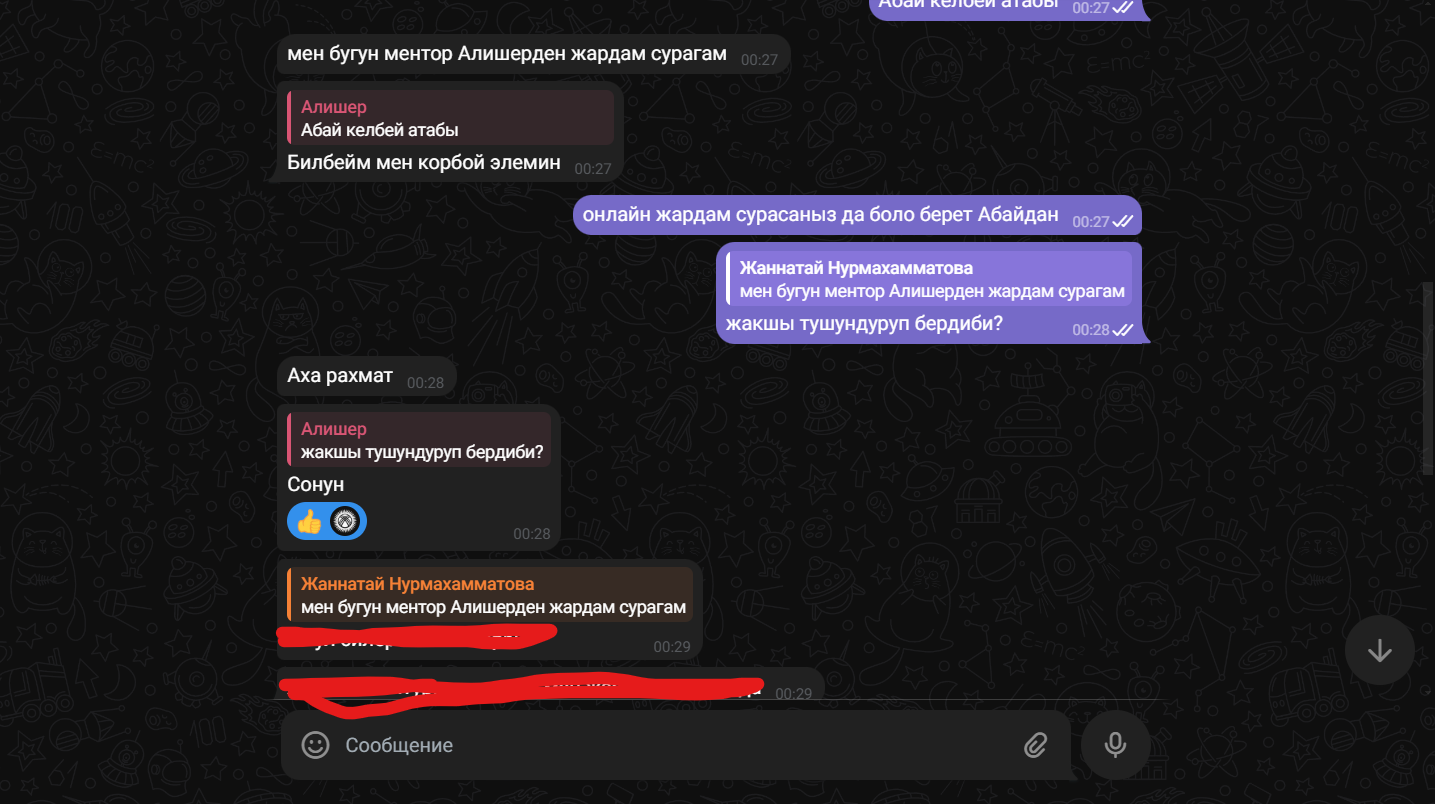 Абай келбей атабы 00:27
мен бугун ментор Алишерден жардам сурагам 00:27
Алишер
Абай келбей атабы
Билбейм мен корбой элемин 00:27
онлайн жардам сурасаныз да боло берет Абайдан 00:27
Жаннатай Нурмахамматова
мен бугун ментор Алишерден жардам сурагам
жакшы тушундуруп бердиби? 00:28
Аха рахмат 00:28
Алишер
жакшы тушундуруп бердиби?
Сонун
00:28
Жаннатай Нурмахамматова
мен бугун ментор Алишерден жардам сурагам
00:29
00:29
Сообщение